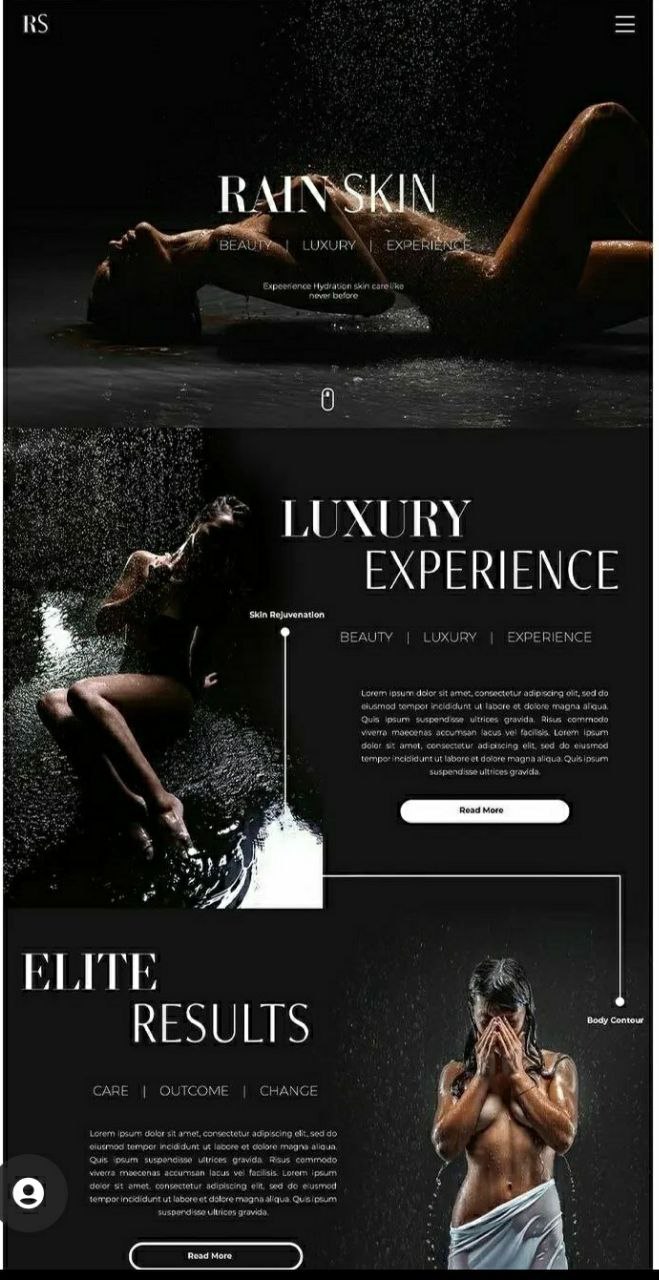 RS
RAIN SKIN
BEAUTY | LUXURY | EXPERIENCE
Expeerience Hydration skin care like
never before
LUXURY
EXPERIENCE
Skin Rejuvenation
BEAUTY | LUXURY | EXPERIENCE
Lorem ipsum dolor sit amet, consectetur adipiscing elit, sed do
eiusmod tempor incididunt ut labore et dolore magna aliqua.
Quis ipsum suspendisse ultrices gravida. Risus commodo
viverra maecenas accumsan lacus vel facilisis. Lorem ipsum
dolor sit amet, consectetur adipiscing elit, sed do eiusmod
tempor incididunt ut labore et dolore magna aliqua. Quis ipsum
suspendisse ultrices gravida.
Read More
ELITE
RESULTS
Body Contour
CARE | OUTCOME | CHANGE
Lorem ipsum dolor sit amet, consectetur adipiscing elit, sed do
eiusmod tempor incididunt ut labore et dolore magna aliqua.
Quis ipsum suspendisse ultrices gravida. Risus commodo
viverra maecenas accumsan lacus vel facilisis. Lorem ipsum
dolor sit amet, consectetur adipiscing elit, sed do eiusmod
tempor incididunt ut labore et dolore magna aliqua. Quis ipsum
suspendisse ultrices gravida.
Read More